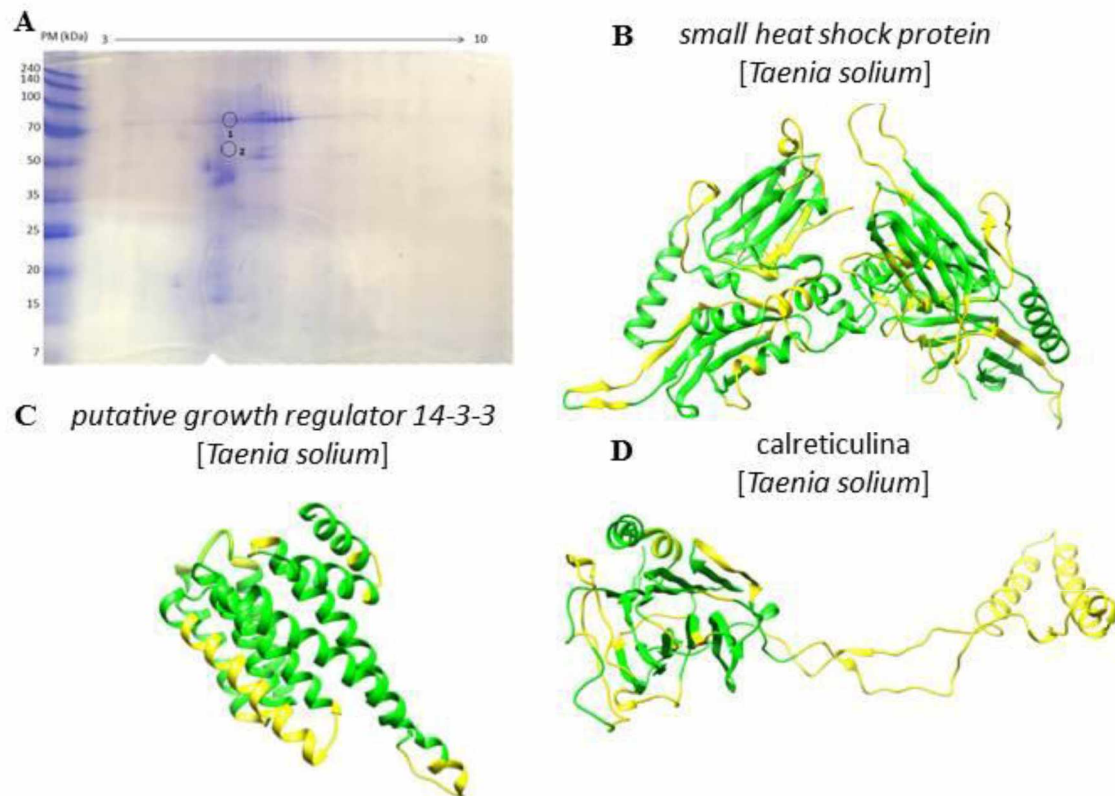 A
PM (kDa)
3
10
240
140
100
70
50
35
25
20
15
7
1
2
B
small heat shock protein
[Taenia solium]
C
putative growth regulator 14-3-3
[Taenia solium]
D
calreticulina
[Taenia solium]